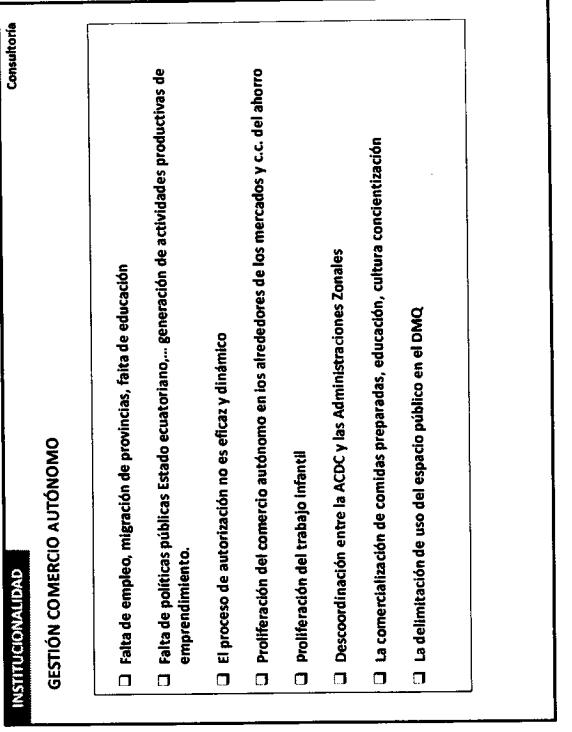 INSTITUCIONALIDAD
Consultoría
GESTIÓN COMERCIO AUTÓNOMO
❑ Falta de empleo, migración de provincias, falta de educación
❑ Falta de políticas públicas Estado ecuatoriano,... generación de actividades productivas de
emprendimiento.
❑ El proceso de autorización no es eficaz y dinámico
❑ Proliferación del comercio autónomo en los alrededores de los mercados y c.c. del ahorro
❑ Proliferación del trabajo Infantil
❑ Descoordinación entre la ACDC y las Administraciones Zonales
❑ La comercialización de comidas preparadas, educación, cultura concientización
❑ La delimitación de uso del espacio público en el DMQ